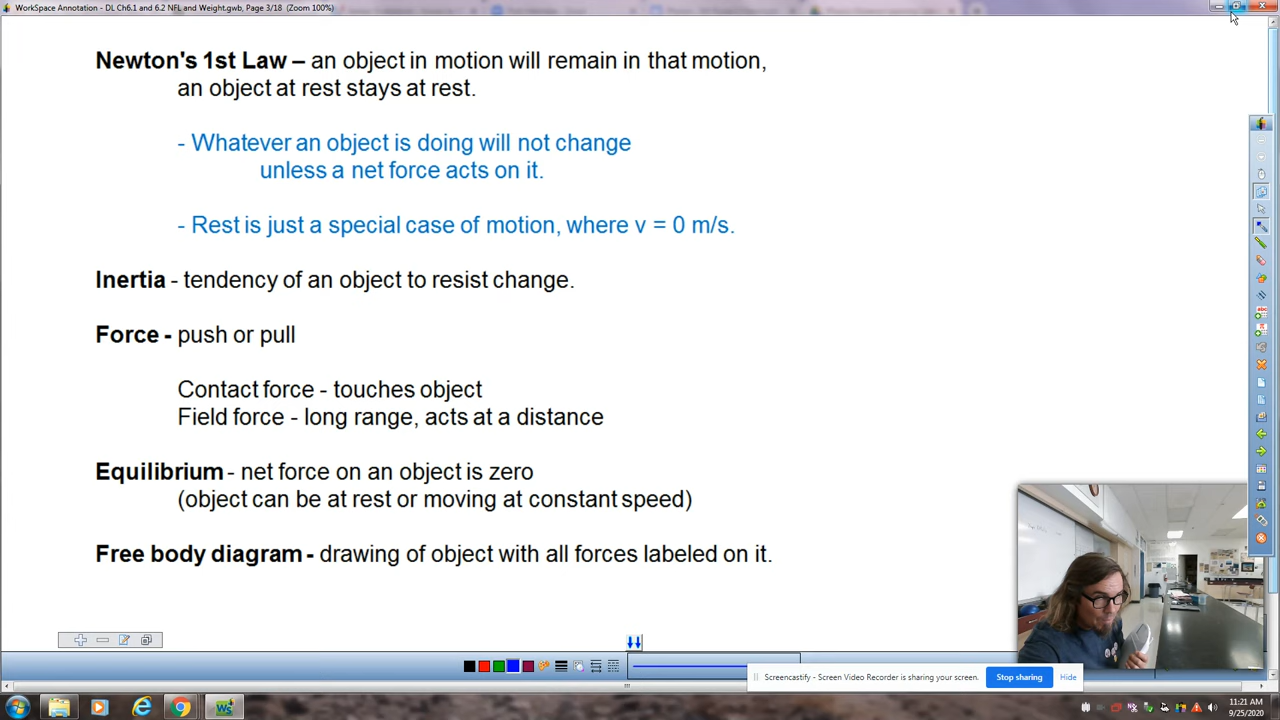 WorkSpace Annotation - DL Ch6.1 and 6.2 NFL and Weight.gwb, Page 3/18 (Zoom 100%)
Newton's 1st Law – an object in motion will remain in that motion,
an object at rest stays at rest.
- Whatever an object is doing will not change
unless a net force acts on it.
- Rest is just a special case of motion, where v = 0 m/s.
Inertia - tendency of an object to resist change.
Force - push or pull
Contact force - touches object
Field force - long range, acts at a distance
Equilibrium - net force on an object is zero
(object can be at rest or moving at constant speed)
Free body diagram - drawing of object with all forces labeled on it.
Screencastify - Screen Video Recorder is sharing your screen.
Stop sharing
Hide
11:21 AM
9/25/2020